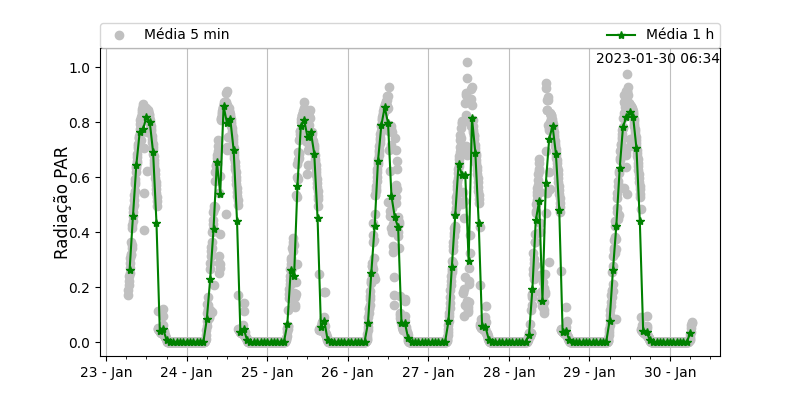 Média 5 min
Média 1 h
2023-01-30 06:34
Radiação PAR
1.0
0.8
0.6
0.4
0.2
0.0
23 - Jan
24 - Jan
25 - Jan
26 - Jan
27 - Jan
28 - Jan
29 - Jan
30 - Jan